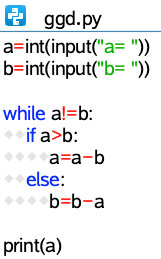 ggd.py
a=int(input("a= "))
b=int(input("b= "))

while a!=b:
  if a>b:
    a=a-b
  else:
    b=b-a

print(a)